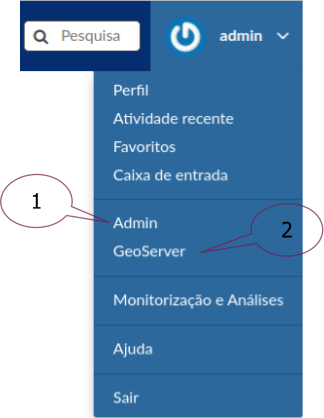 Pesquisa
admin
Perfil
Atividade recente
Favoritos
Caixa de entrada
1
Admin
2
GeoServer
Monitorização e Análises
Ajuda
Sair